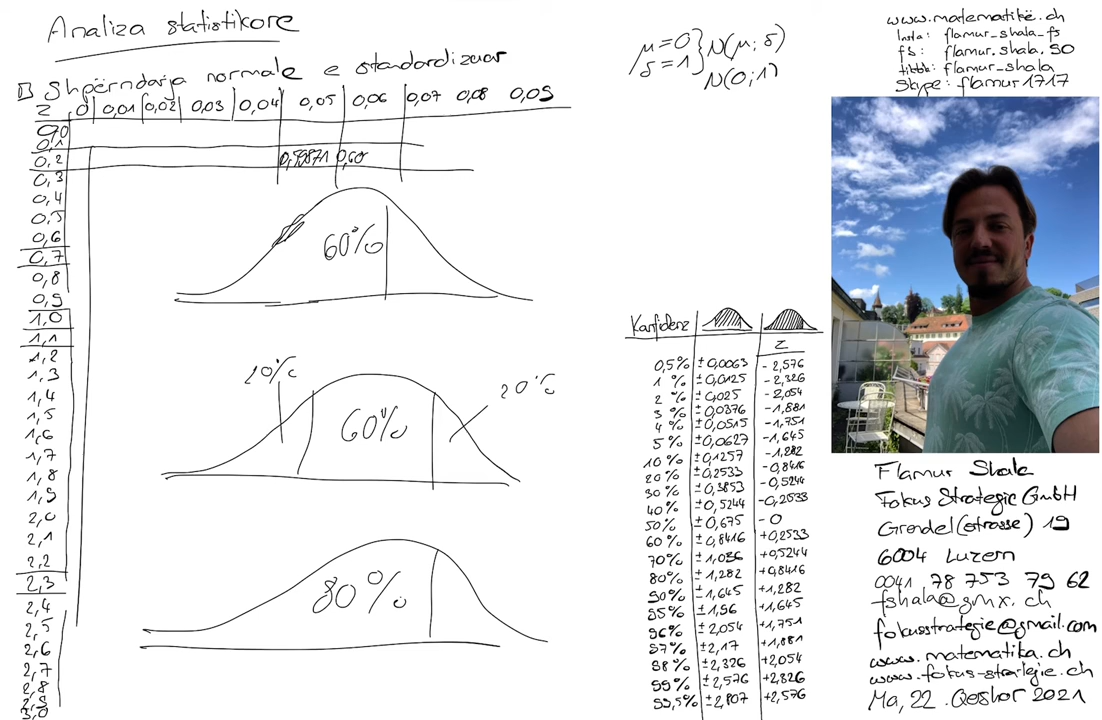 Analiza statistikore
Shpërndarja normale e standardizuar
z 0 0,01 0,02 0,03 0,04 0,05 0,06 0,07 0,08 0,09
0,0
0,1
0,2 0,59871 0,60
0,3
0,4
0,5
0,6
0,7
0,8
0,9
1,0
1,1
1,2
1,3
1,4
1,5
1,6
1,7
1,8
1,9
2,0
2,1
2,2
2,3
2,4
2,5
2,6
2,7
2,8
2,9
3,0
60%
20% 60% 20%
80%
μ=0 } N(μ; δ)
δ=1 N(0;1)
Konfidenz
z
0,5% ±0,0063 -2,576
1 % ±0,0125 -2,326
2 % ±0,025 -2,054
3 % ±0,0376 -1,881
4 % ±0,0515 -1,751
5 % ±0,0627 -1,645
10 % ±0,1257 -1,282
20 % ±0,2533 -0,8416
30 % ±0,3853 -0,5244
40% ±0,5244 -0,2533
50% ±0,675 -0
60% ±0,8416 +0,2533
70% ±1,036 +0,5244
80% ±1,282 +0,8416
90% ±1,645 +1,282
95% ±1,96 +1,645
96% ±2,054 +1,751
97% ±2,17 +1,881
98% ±2,326 +2,054
99% ±2,576 +2,326
99,5% ±2,807 +2,576
www.matematikë.ch
Insta: flamur_shala_fs
fb: flamur.shala.50
tiktok: flamur_shala
Skype: flamur1717
Flamur Shala
Fokus Strategie GmbH
Grendel(strasse) 19
6004 Luzern
0041 78 753 79 62
fshala@gmx.ch
fokusstrategie@gmail.com
www.matematika.ch
www.fokus-strategie.ch
Ma, 22. Qershor 2021